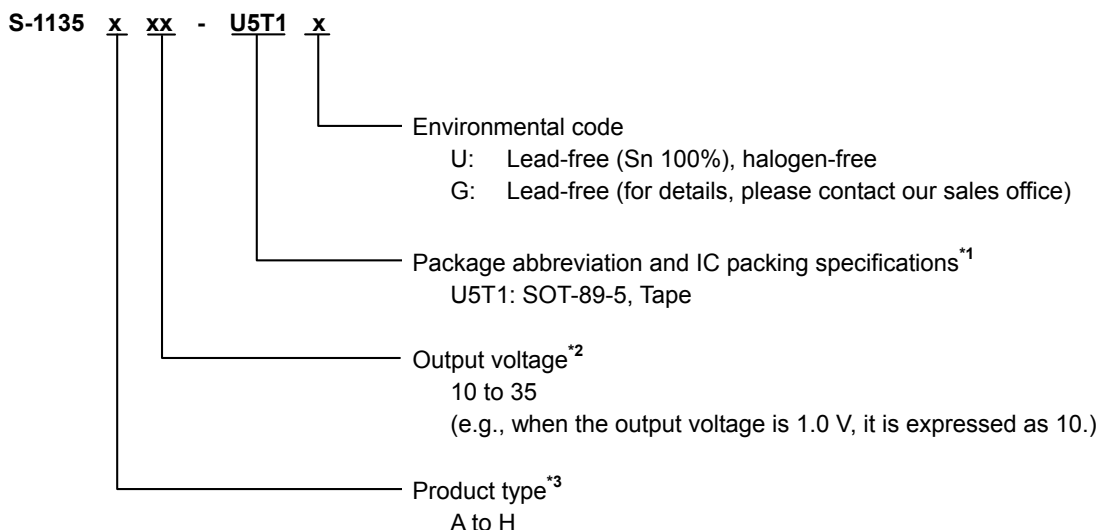 S-1135 x xx - U5T1 x
Environmental code
U: Lead-free (Sn 100%), halogen-free
G: Lead-free (for details, please contact our sales office)
Package abbreviation and IC packing specifications*1
U5T1: SOT-89-5, Tape
Output voltage*2
10 to 35
(e.g., when the output voltage is 1.0 V, it is expressed as 10.)
Product type*3
A to H